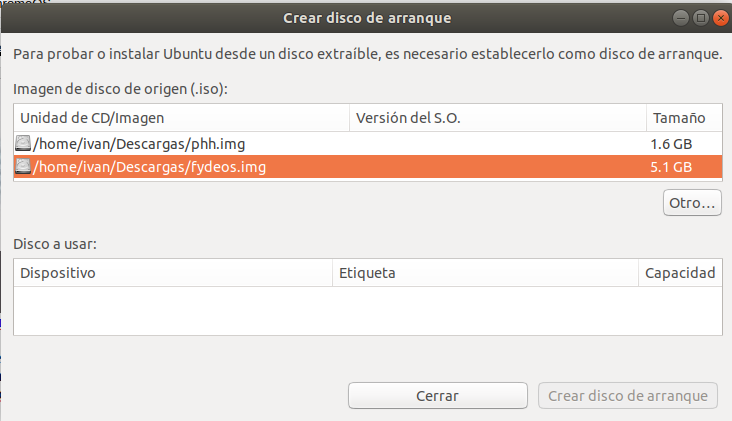 Crear disco de arranque
Para probar o instalar Ubuntu desde un disco extraíble, es necesario establecerlo como disco de arranque.
Imagen de disco de origen (.iso):
Unidad de CD/Imagen Versión del S.O. Tamaño
/home/ivan/Descargas/phh.img 1.6 GB
/home/ivan/Descargas/fydeos.img 5.1 GB
Otro...
Disco a usar:
Dispositivo Etiqueta Capacidad
Cerrar Crear disco de arranque